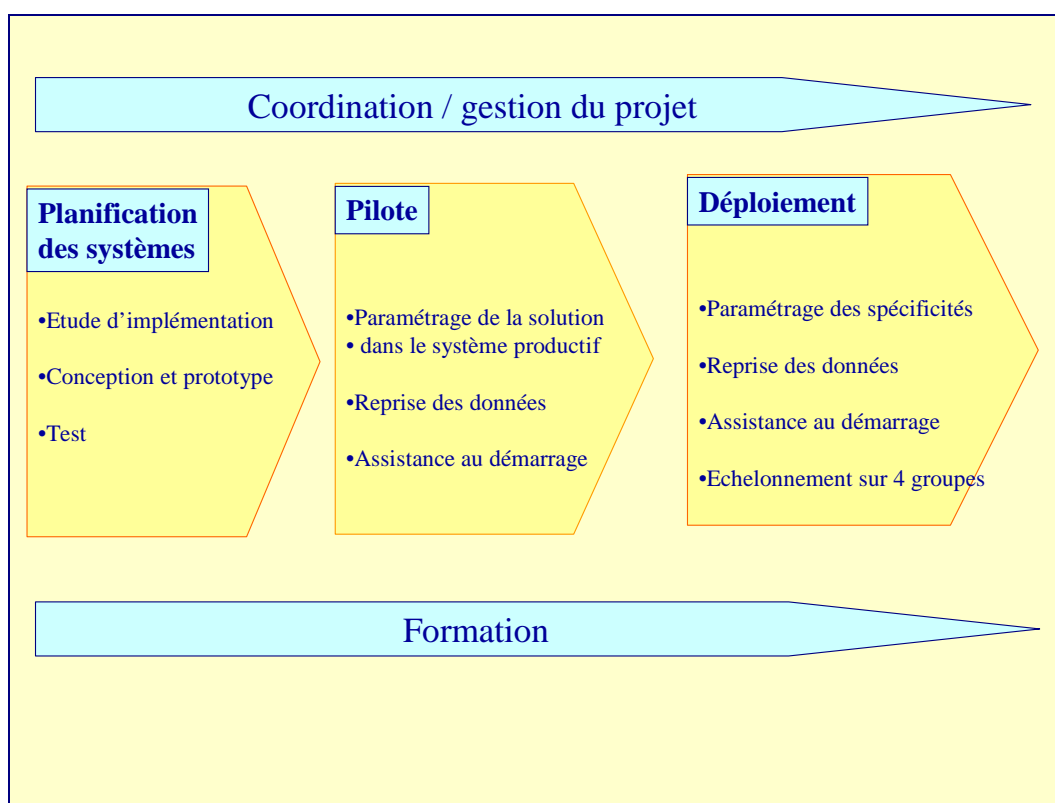 Coordination / gestion du projet
Planification
des systèmes
•Etude d’implémentation
•Conception et prototype
•Test
Pilote
•Paramétrage de la solution
• dans le système productif
•Reprise des données
•Assistance au démarrage
Déploiement
•Paramétrage des spécificités
•Reprise des données
•Assistance au démarrage
•Echelonnement sur 4 groupes
Formation